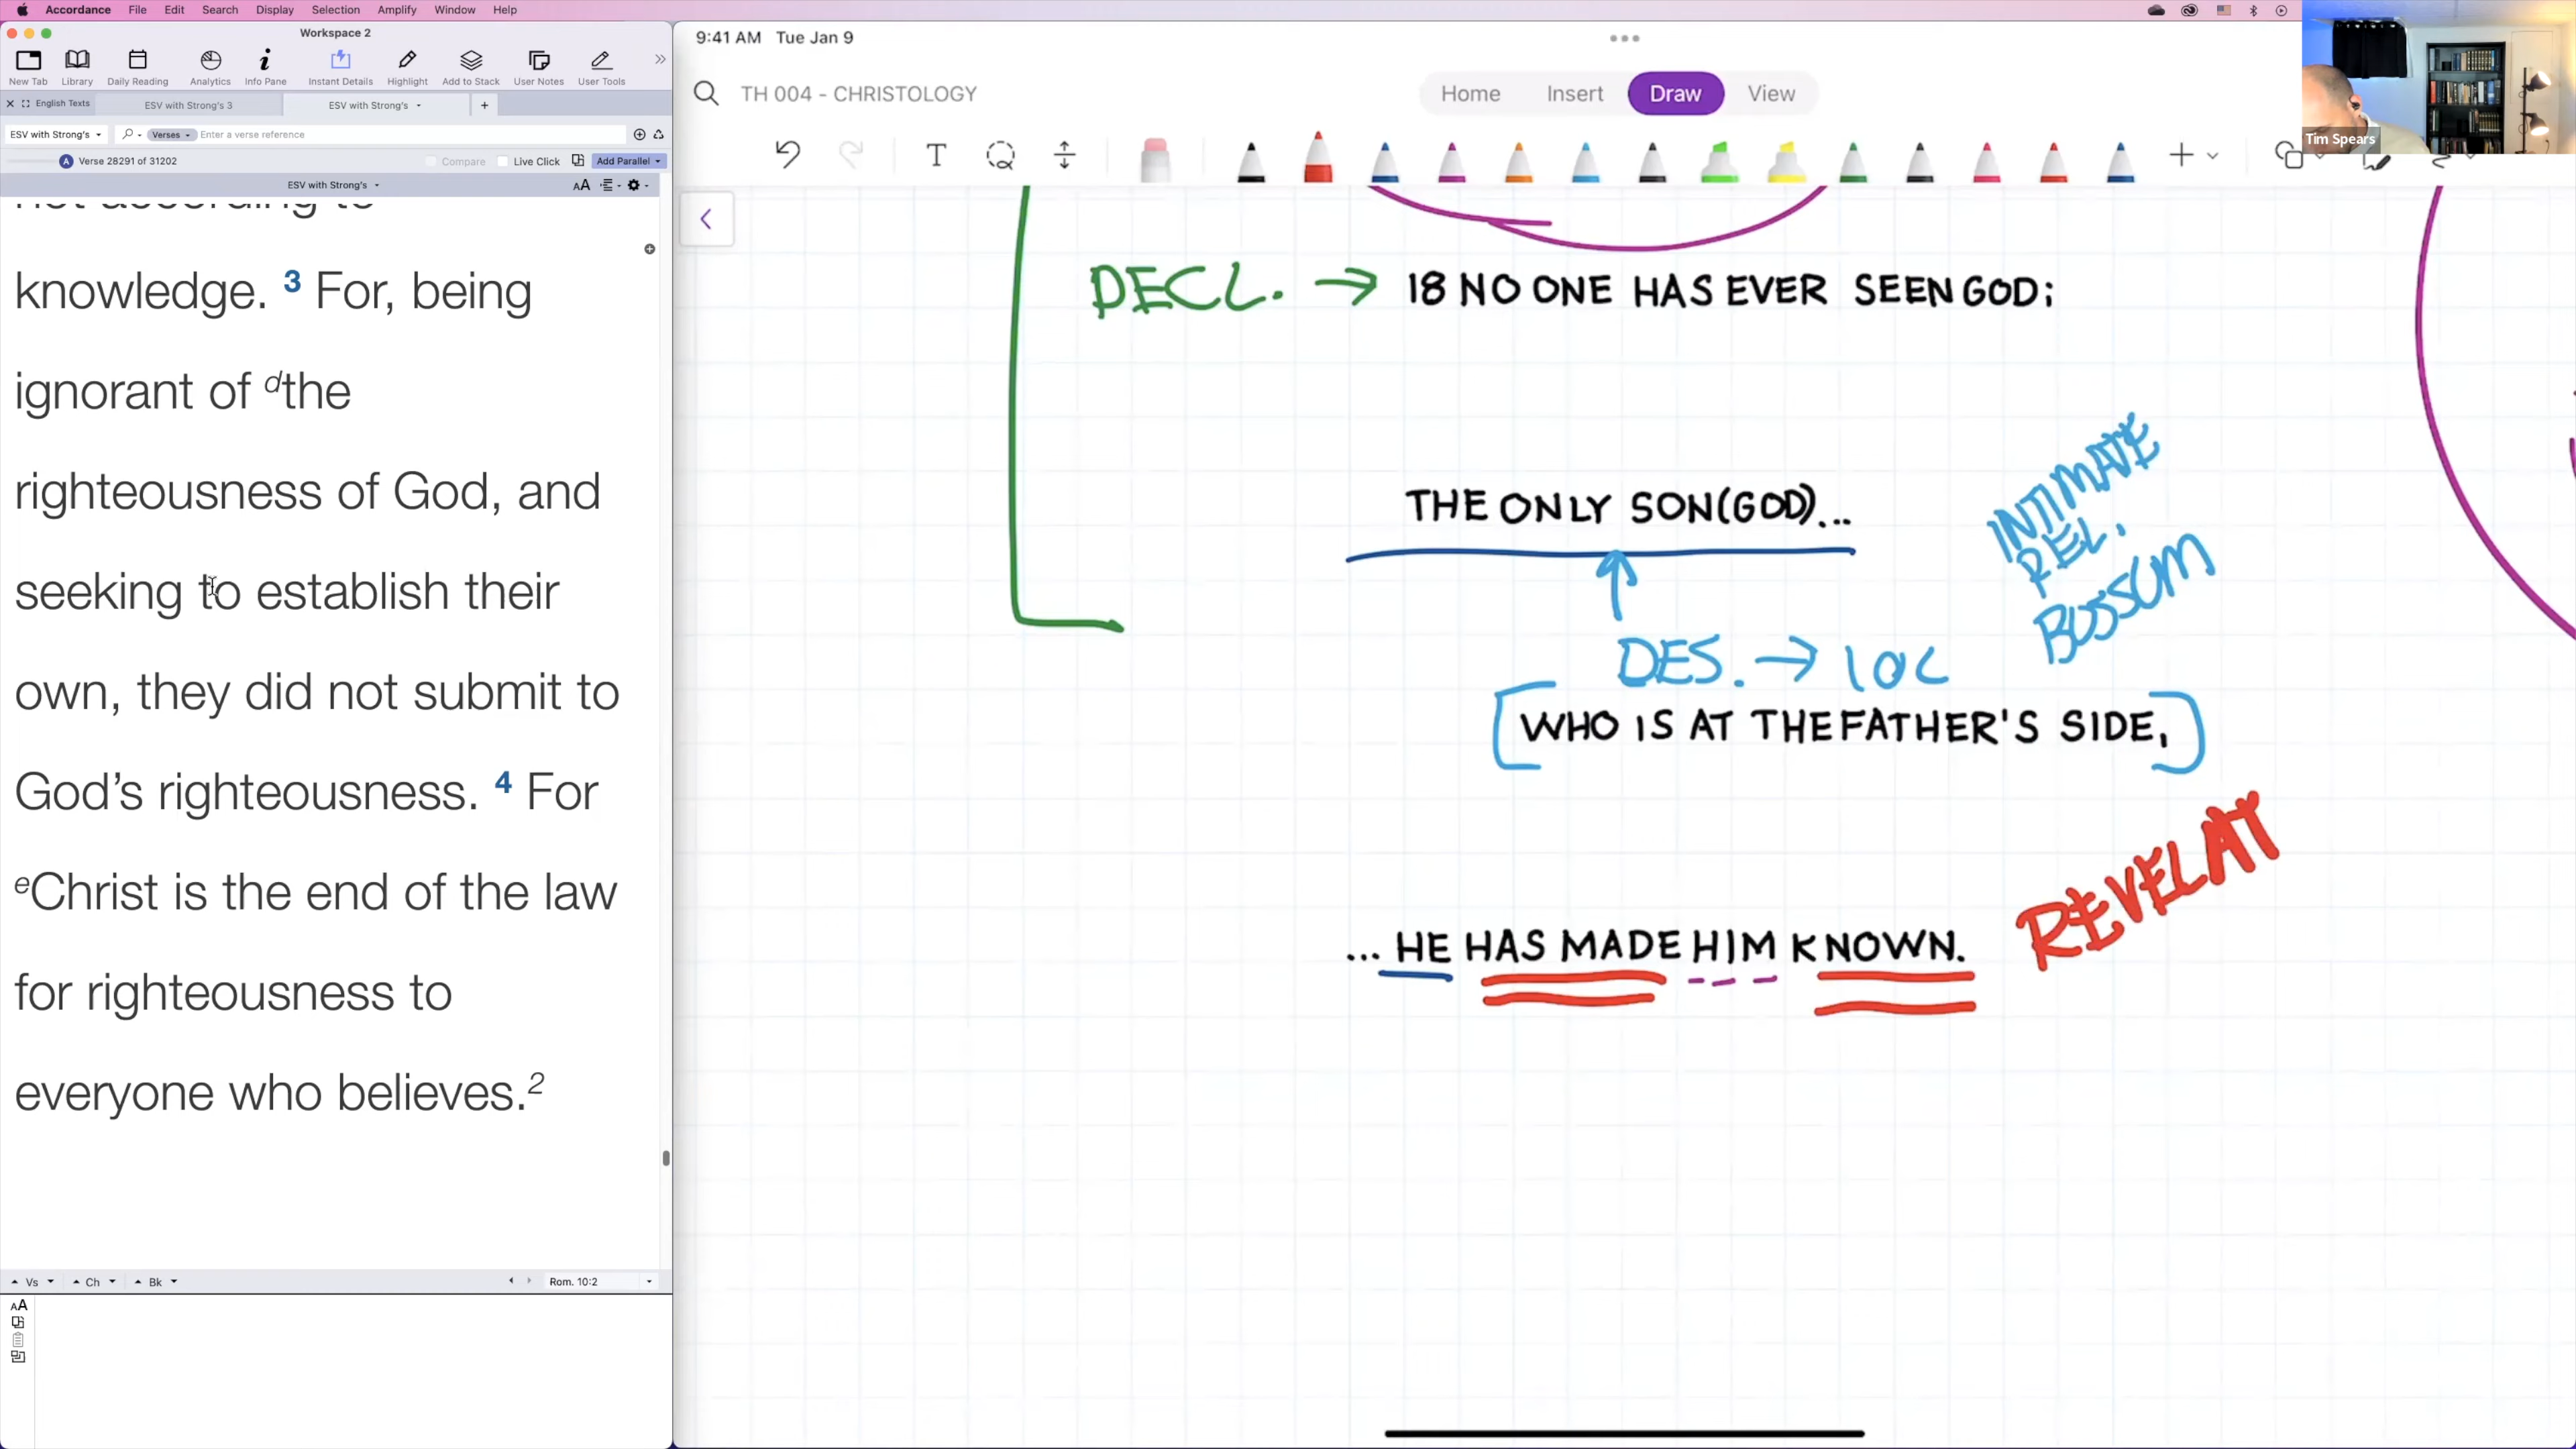 Accordance File Edit Search Display Selection Amplify Window Help
Workspace 2
New Tab Library Daily Reading Analytics Info Pane Instant Details Highlight Add to Stack User Notes User Tools
English Texts ESV with Strong's 3 ESV with Strong's
ESV with Strong's Verses Enter a verse reference
Verse 28291 of 31202 Compare Live Click Add Parallel
ESV with Strong's
not according to
knowledge. 3 For, being
ignorant of dthe
righteousness of God, and
seeking to establish their
own, they did not submit to
God's righteousness. 4 For
eChrist is the end of the law
for righteousness to
everyone who believes.2
Vs Ch Bk Rom. 10:2
9:41 AM Tue Jan 9
TH 004 - CHRISTOLOGY
Home Insert Draw View
Tim Spears
DECL. → 18 NO ONE HAS EVER SEEN GOD;
THE ONLY SON(GOD)...
INTIMATE
REL.
BOSSUM
DES. → LOC
[WHO IS AT THE FATHER'S SIDE,]
REVELAT
... HE HAS MADE HIM KNOWN.